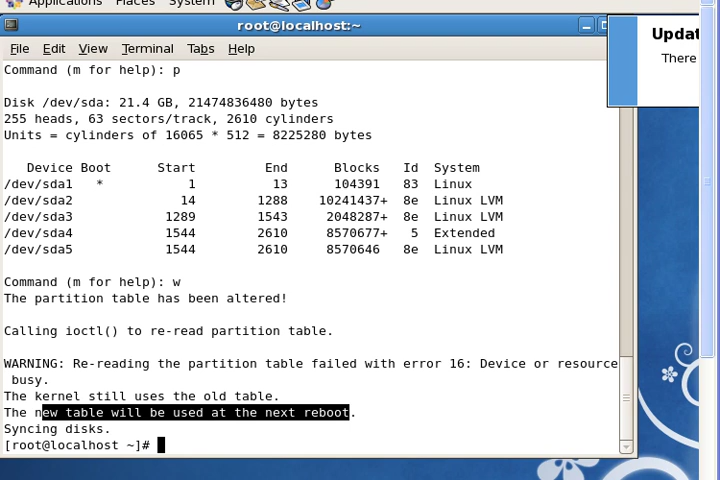 Applications Places System
root@localhost:~
File Edit View Terminal Tabs Help
Command (m for help): p
Disk /dev/sda: 21.4 GB, 21474836480 bytes
255 heads, 63 sectors/track, 2610 cylinders
Units = cylinders of 16065 * 512 = 8225280 bytes
Device Boot Start End Blocks Id System
/dev/sda1 * 1 13 104391 83 Linux
/dev/sda2 14 1288 10241437+ 8e Linux LVM
/dev/sda3 1289 1543 2048287+ 8e Linux LVM
/dev/sda4 1544 2610 8570677+ 5 Extended
/dev/sda5 1544 2610 8570646 8e Linux LVM
Command (m for help): w
The partition table has been altered!
Calling ioctl() to re-read partition table.
WARNING: Re-reading the partition table failed with error 16: Device or resource
busy.
The kernel still uses the old table.
The new table will be used at the next reboot.
Syncing disks.
[root@localhost ~]#
Updat
There